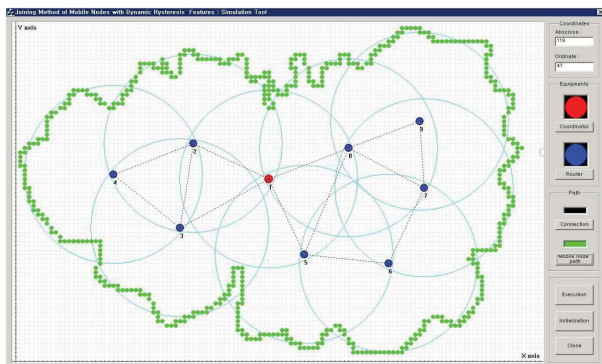 Joining Method of Mobile Nodes with Dynamic Hysteresis Features : Simulation Tool
Y axis
Coordinates
Abscissa :
119
Ordinate :
47
Equipments
Coordinator
Router
Path
Connection
Mobile node path
Execution
Initialization
Close
9
2
8
4
1
7
3
5
6
X axis